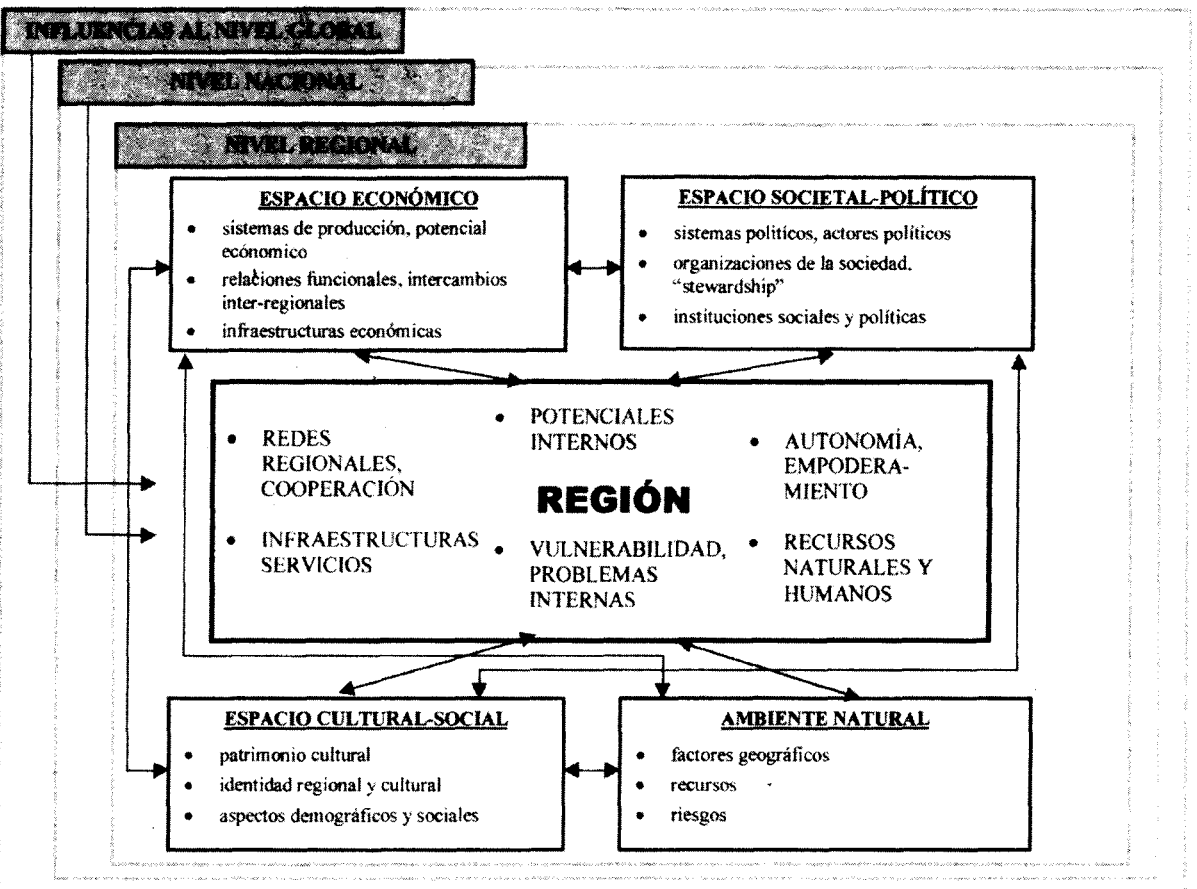 INFLUENCIAS AL NIVEL GLOBAL
NIVEL NACIONAL
NIVEL REGIONAL
ESPACIO ECONÓMICO
• sistemas de producción, potencial
ecónomico
• relaciones funcionales, intercambios
inter-regionales
• infraestructuras económicas
ESPACIO SOCIETAL-POLÍTICO
• sistemas politicos, actores políticos
• organizaciones de la sociedad.
“stewardship”
• instituciones sociales y políticas
• REDES
REGIONALES,
COOPERACIÓN
• INFRAESTRUCTURAS
SERVICIOS
• POTENCIALES
INTERNOS
REGIÓN
• VULNERABILIDAD,
PROBLEMAS
INTERNAS
• AUTONOMÍA,
EMPODERA-
MIENTO
• RECURSOS
NATURALES Y
HUMANOS
ESPACIO CULTURAL-SOCIAL
• patrimonio cultural
• identidad regional y cultural
• aspectos demográficos y sociales
AMBIENTE NATURAL
• factores geográficos
• recursos
• riesgos